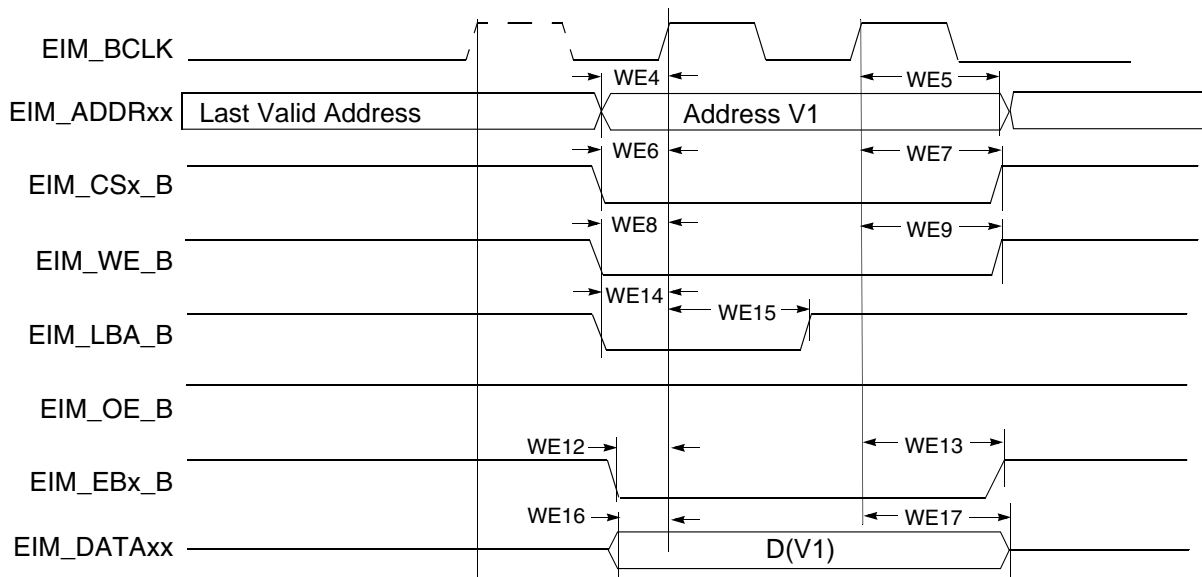 EIM_BCLK
WE4
WE5
EIM_ADDRxx
Last Valid Address
Address V1
WE6
WE7
EIM_CSx_B
WE8
WE9
EIM_WE_B
WE14
WE15
EIM_LBA_B
EIM_OE_B
WE12
WE13
EIM_EBx_B
WE16
WE17
EIM_DATAxx
D(V1)